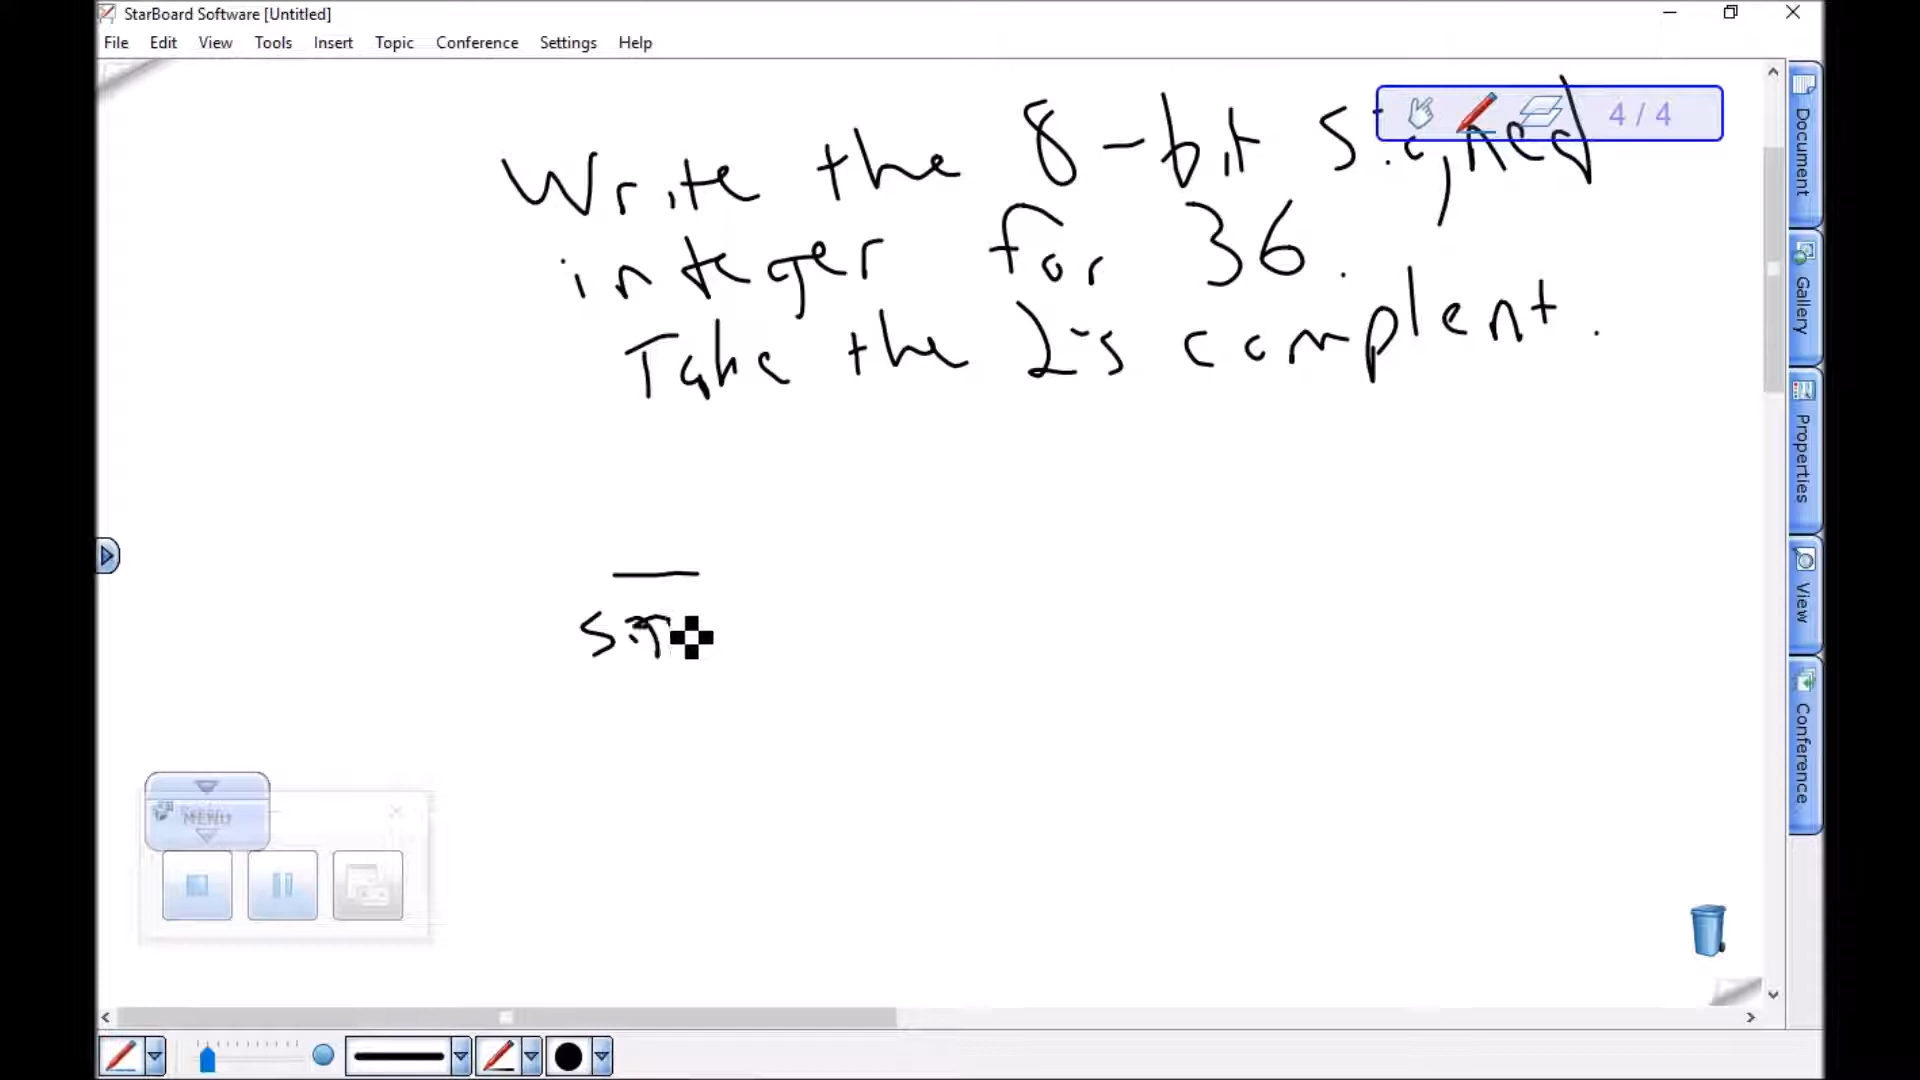 StarBoard Software [Untitled]
File Edit View Tools Insert Topic Conference Settings Help
4 / 4
Write the 8-bit signed
integer for 36.
Take the 2's complent.
MENU
Document
Gallery
Properties
View
Conference